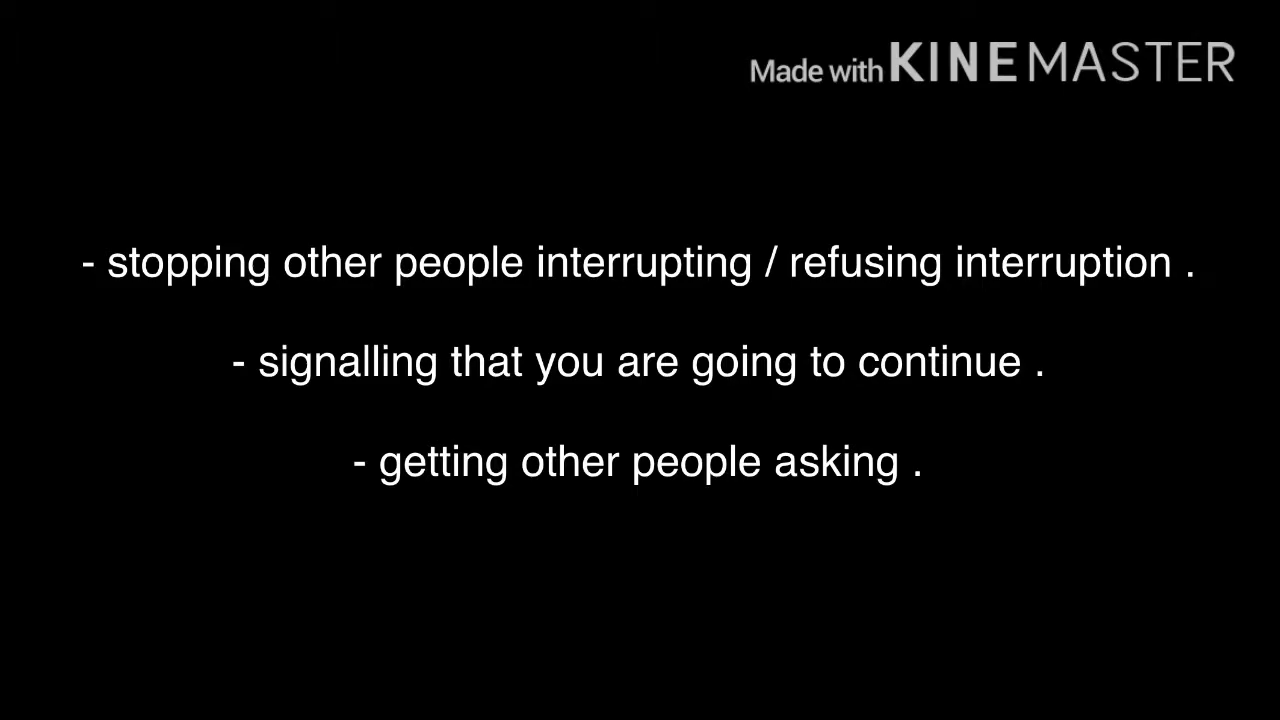 Made with KINEMASTER
- stopping other people interrupting / refusing interruption .
- signalling that you are going to continue .
- getting other people asking .